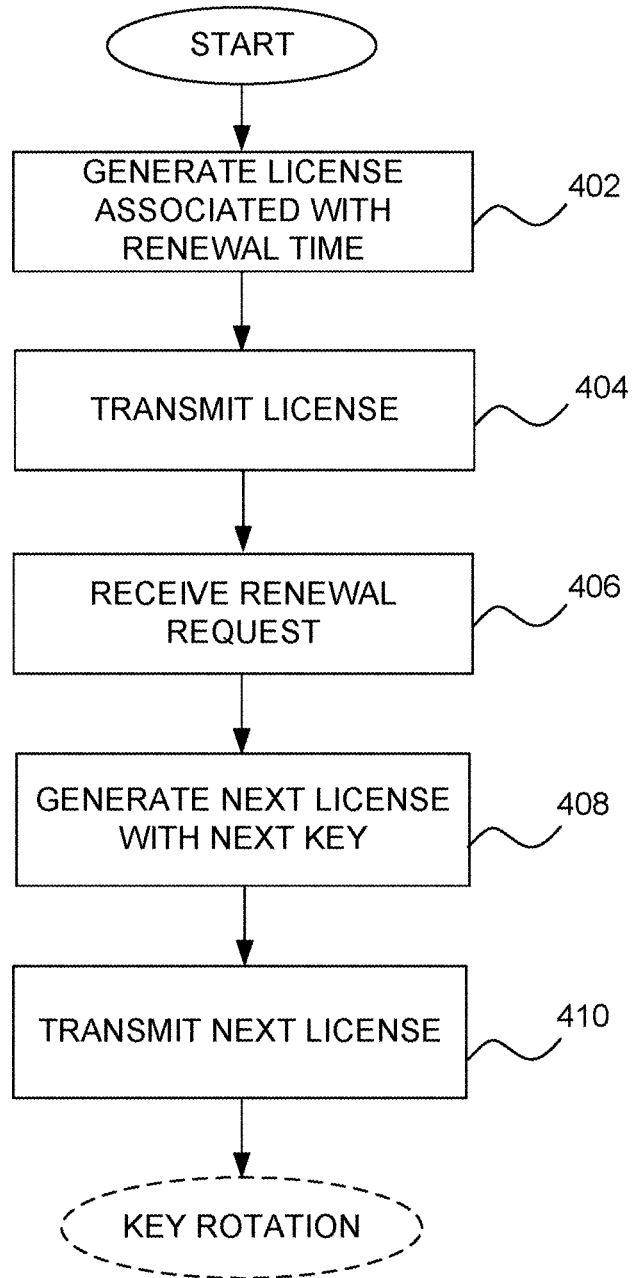 START
GENERATE LICENSE
ASSOCIATED WITH
RENEWAL TIME
402
TRANSMIT LICENSE
404
RECEIVE RENEWAL
REQUEST
406
GENERATE NEXT LICENSE
WITH NEXT KEY
408
TRANSMIT NEXT LICENSE
410
KEY ROTATION